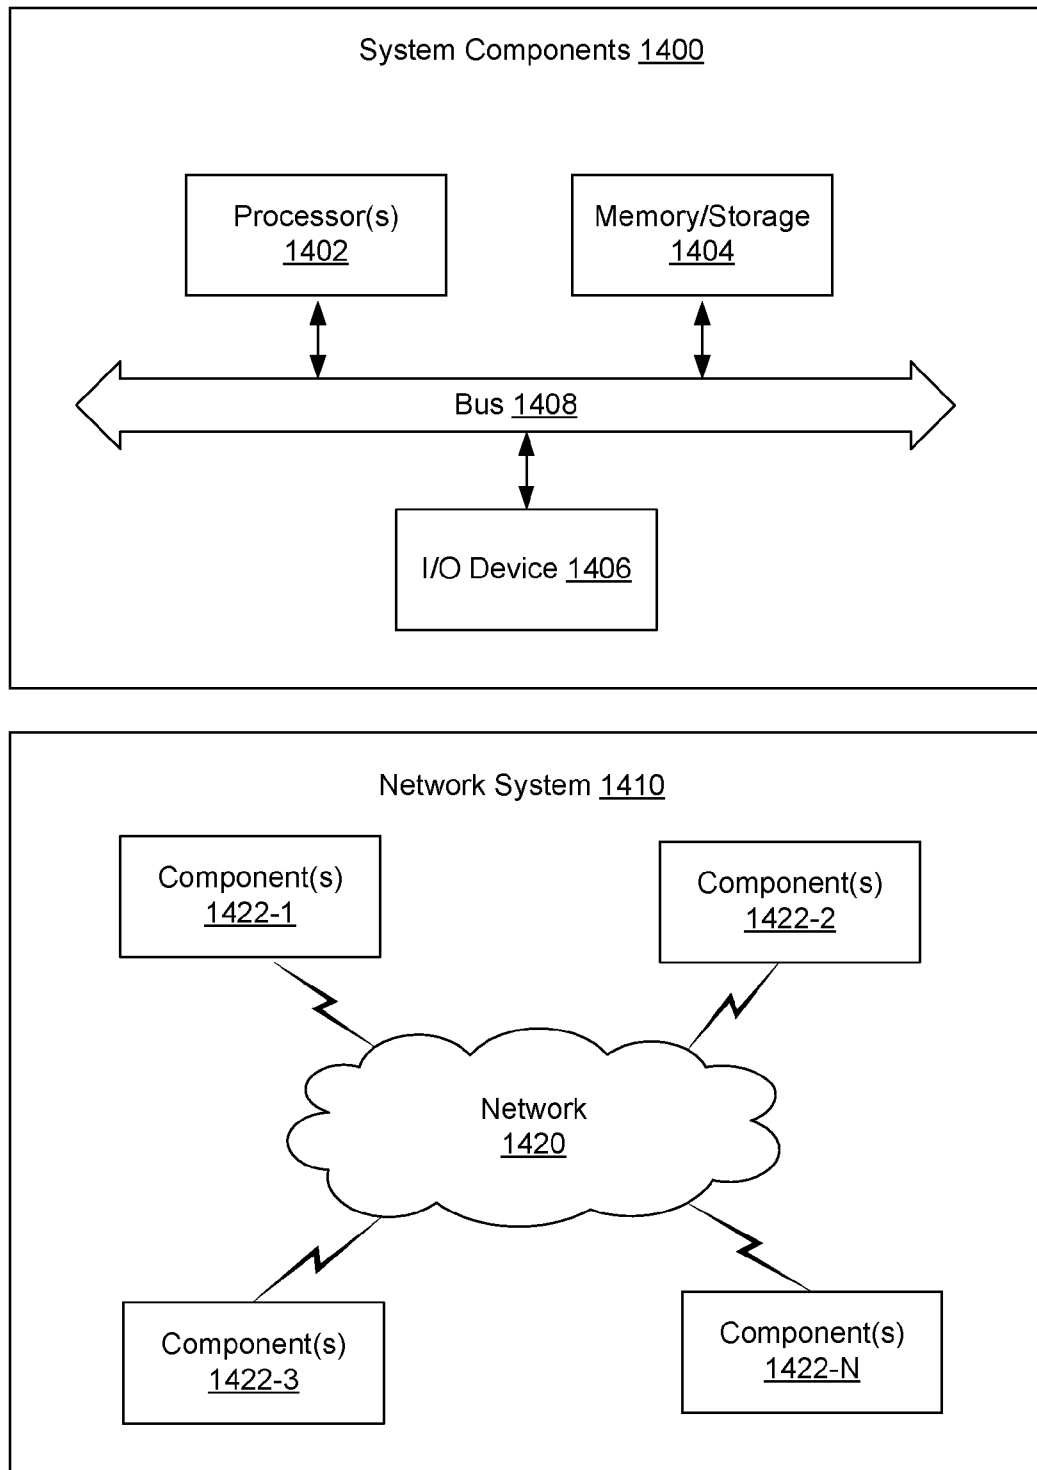 System Components 1400
Processor(s)
1402
Memory/Storage
1404
Bus 1408
I/O Device 1406
Network System 1410
Component(s)
1422-1
Component(s)
1422-2
Network
1420
Component(s)
1422-3
Component(s)
1422-N